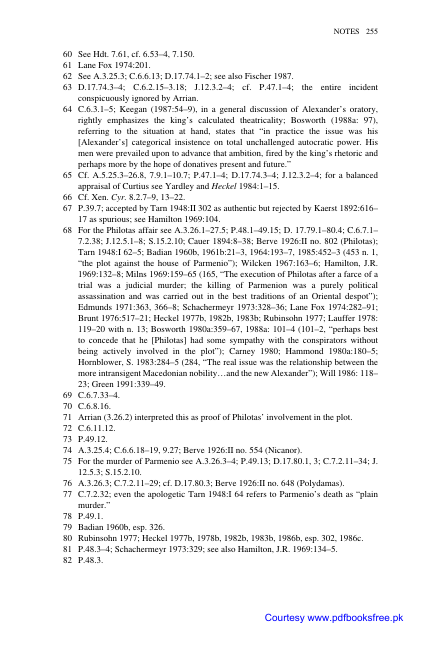 NOTES 255
60 See Hdt. 7.61, cf. 6.53–4, 7.150.
61 Lane Fox 1974:201.
62 See A.3.25.3; C.6.6.13; D.17.74.1–2; see also Fischer 1987.
63 D.17.74.3–4; C.6.2.15–3.18; J.12.3.2–4; cf. P.47.1–4; the entire incident
conspicuously ignored by Arrian.
64 C.6.3.1–5; Keegan (1987:54–9), in a general discussion of Alexander’s oratory,
rightly emphasizes the king’s calculated theatricality; Bosworth (1988a: 97),
referring to the situation at hand, states that “in practice the issue was his
[Alexander’s] categorical insistence on total unchallenged autocratic power. His
men were prevailed upon to advance that ambition, fired by the king’s rhetoric and
perhaps more by the hope of donatives present and future.”
65 Cf. A.5.25.3–26.8, 7.9.1–10.7; P.47.1–4; D.17.74.3–4; J.12.3.2–4; for a balanced
appraisal of Curtius see Yardley and Heckel 1984:1–15.
66 Cf. Xen. Cyr. 8.2.7–9, 13–22.
67 P.39.7; accepted by Tarn 1948:II 302 as authentic but rejected by Kaerst 1892:616–
17 as spurious; see Hamilton 1969:104.
68 For the Philotas affair see A.3.26.1–27.5; P.48.1–49.15; D. 17.79.1–80.4; C.6.7.1–
7.2.38; J.12.5.1–8; S.15.2.10; Cauer 1894:8–38; Berve 1926:II no. 802 (Philotas);
Tarn 1948:I 62–5; Badian 1960b, 1961b:21–3, 1964:193–7, 1985:452–3 (453 n. 1,
“the plot against the house of Parmenio”); Wilcken 1967:163–6; Hamilton, J.R.
1969:132–8; Milns 1969:159–65 (165, “The execution of Philotas after a farce of a
trial was a judicial murder; the killing of Parmenion was a purely political
assassination and was carried out in the best traditions of an Oriental despot”);
Edmunds 1971:363, 366–8; Schachermeyr 1973:328–36; Lane Fox 1974:282–91;
Brunt 1976:517–21; Heckel 1977b, 1982b, 1983b; Rubinsohn 1977; Lauffer 1978:
119–20 with n. 13; Bosworth 1980a:359–67, 1988a: 101–4 (101–2, “perhaps best
to concede that he [Philotas] had some sympathy with the conspirators without
being actively involved in the plot”); Carney 1980; Hammond 1980a:180–5;
Hornblower, S. 1983:284–5 (284, “The real issue was the relationship between the
more intransigent Macedonian nobility…and the new Alexander”); Will 1986: 118–
23; Green 1991:339–49.
69 C.6.7.33–4.
70 C.6.8.16.
71 Arrian (3.26.2) interpreted this as proof of Philotas’ involvement in the plot.
72 C.6.11.12.
73 P.49.12.
74 A.3.25.4; C.6.6.18–19, 9.27; Berve 1926:II no. 554 (Nicanor).
75 For the murder of Parmenio see A.3.26.3–4; P.49.13; D.17.80.1, 3; C.7.2.11–34; J.
12.5.3; S.15.2.10.
76 A.3.26.3; C.7.2.11–29; cf. D.17.80.3; Berve 1926:II no. 648 (Polydamas).
77 C.7.2.32; even the apologetic Tarn 1948:I 64 refers to Parmenio’s death as “plain
murder.”
78 P.49.1.
79 Badian 1960b, esp. 326.
80 Rubinsohn 1977; Heckel 1977b, 1978b, 1982b, 1983b, 1986b, esp. 302, 1986c.
81 P.48.3–4; Schachermeyr 1973:329; see also Hamilton, J.R. 1969:134–5.
82 P.48.3.
Courtesy www.pdfbooksfree.pk